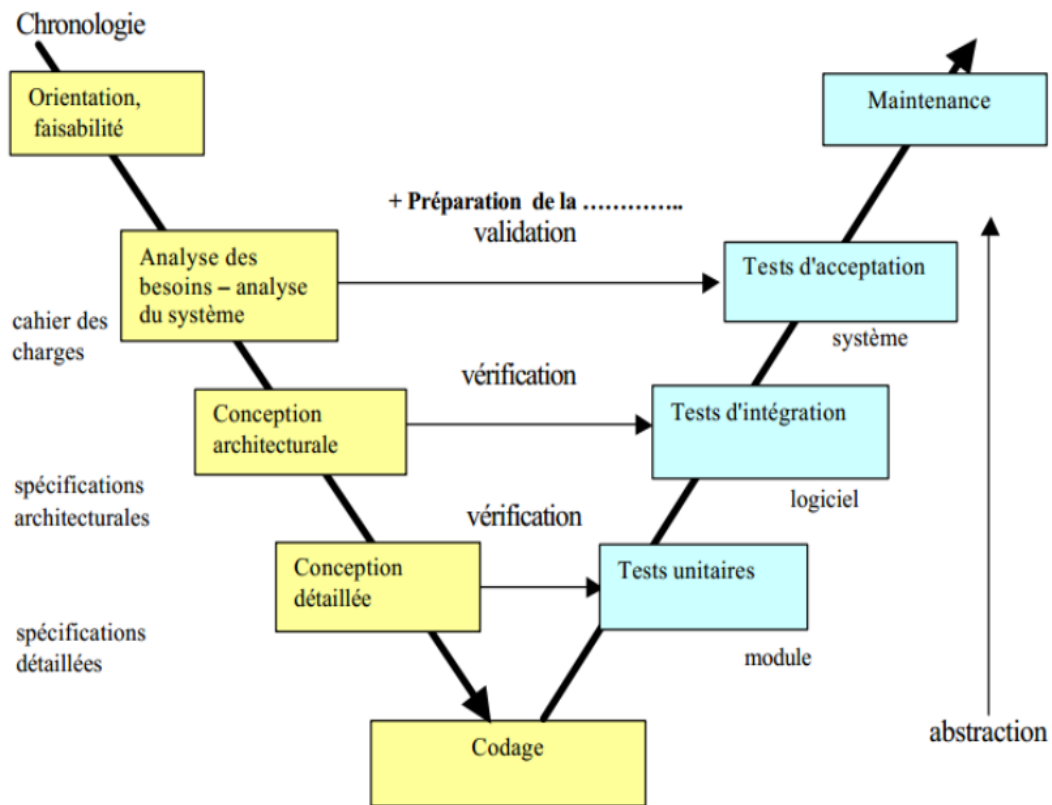 Chronologie
Orientation,
faisabilité
Maintenance
+ Préparation de la …………..
validation
Analyse des
besoins – analyse
du système
Tests d'acceptation
cahier des
charges
système
vérification
Conception
architecturale
Tests d'intégration
spécifications
architecturales
logiciel
vérification
Conception
détaillée
Tests unitaires
spécifications
détaillées
module
abstraction
Codage